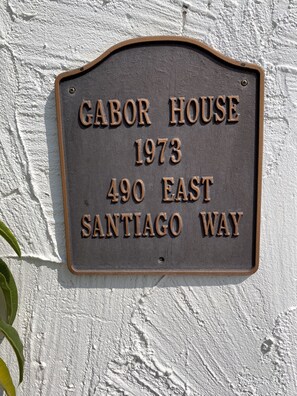 GABOR HOUSE
1973
490 EAST
SANTIAGO WAY